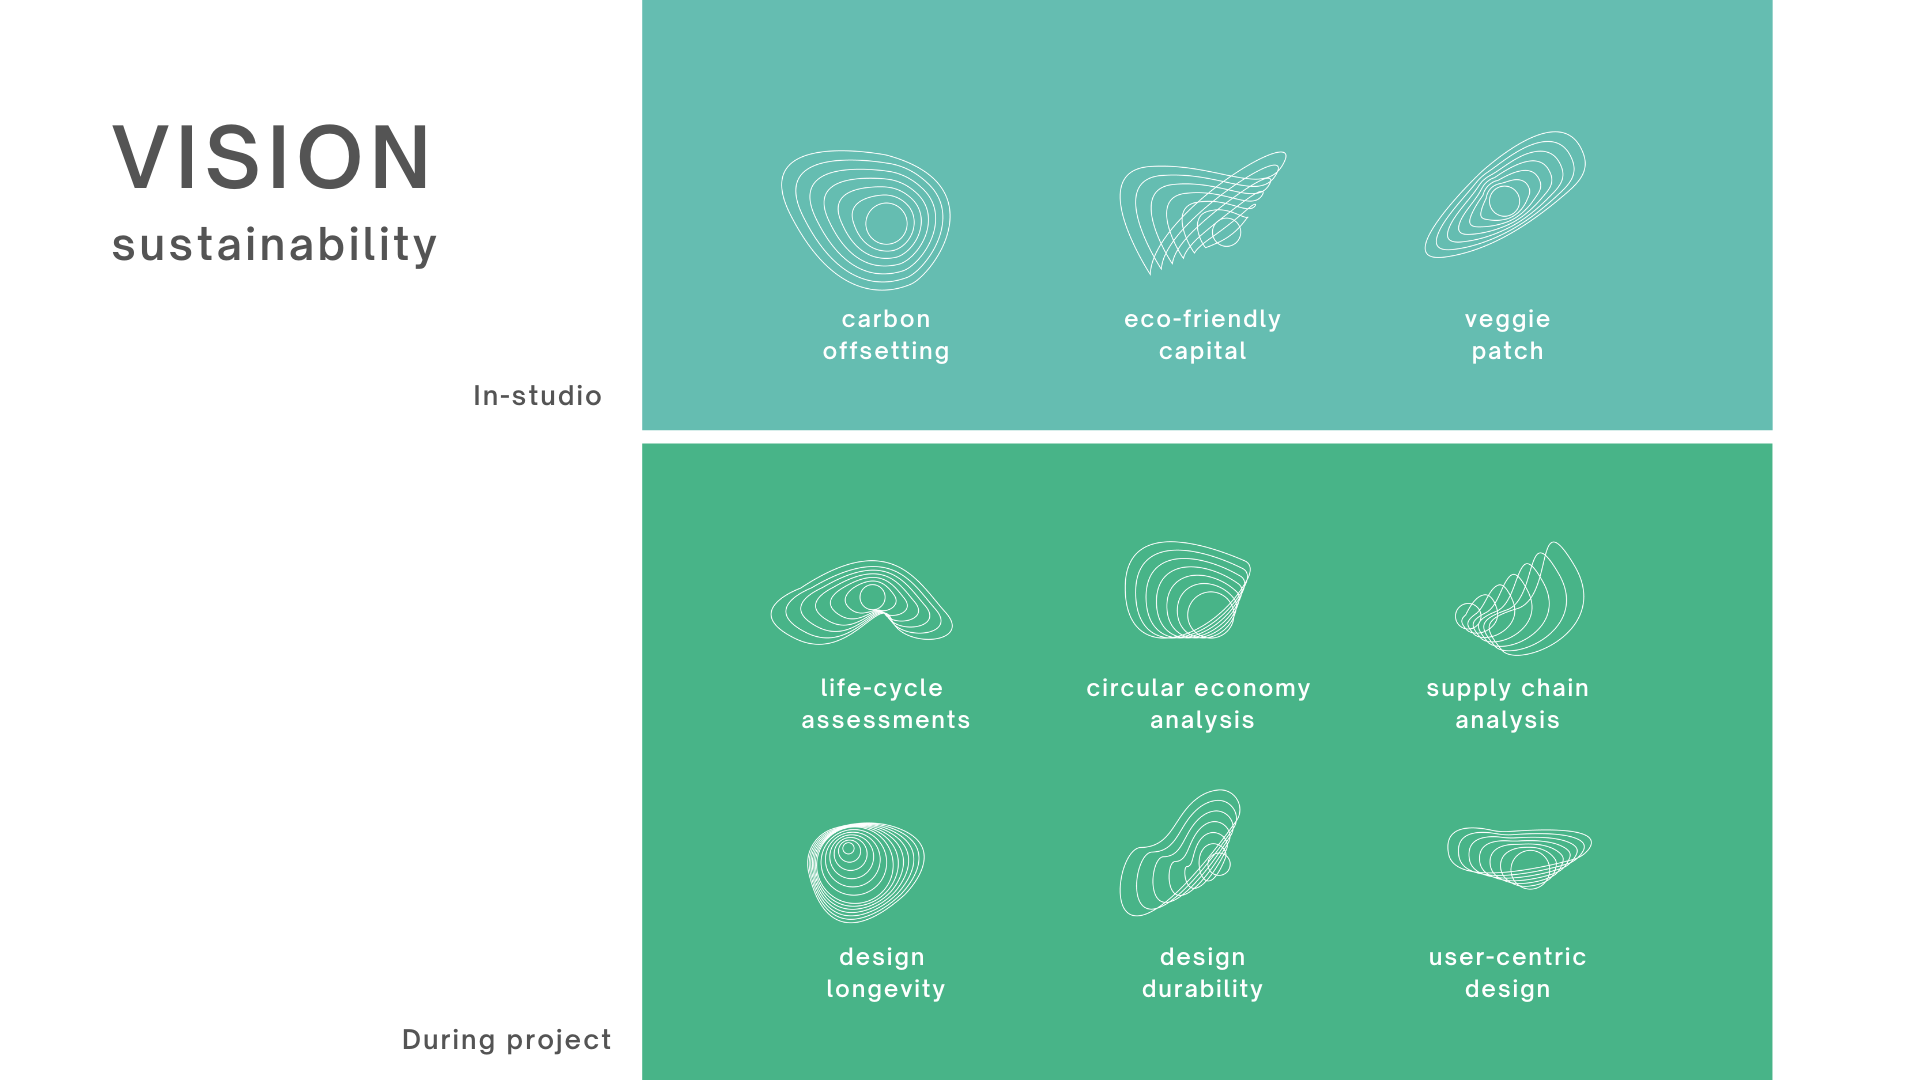 VISION
sustainability
In-studio
carbon
offsetting
eco-friendly
capital
veggie
patch
During project
life-cycle
assessments
circular economy
analysis
supply chain
analysis
design
longevity
design
durability
user-centric
design